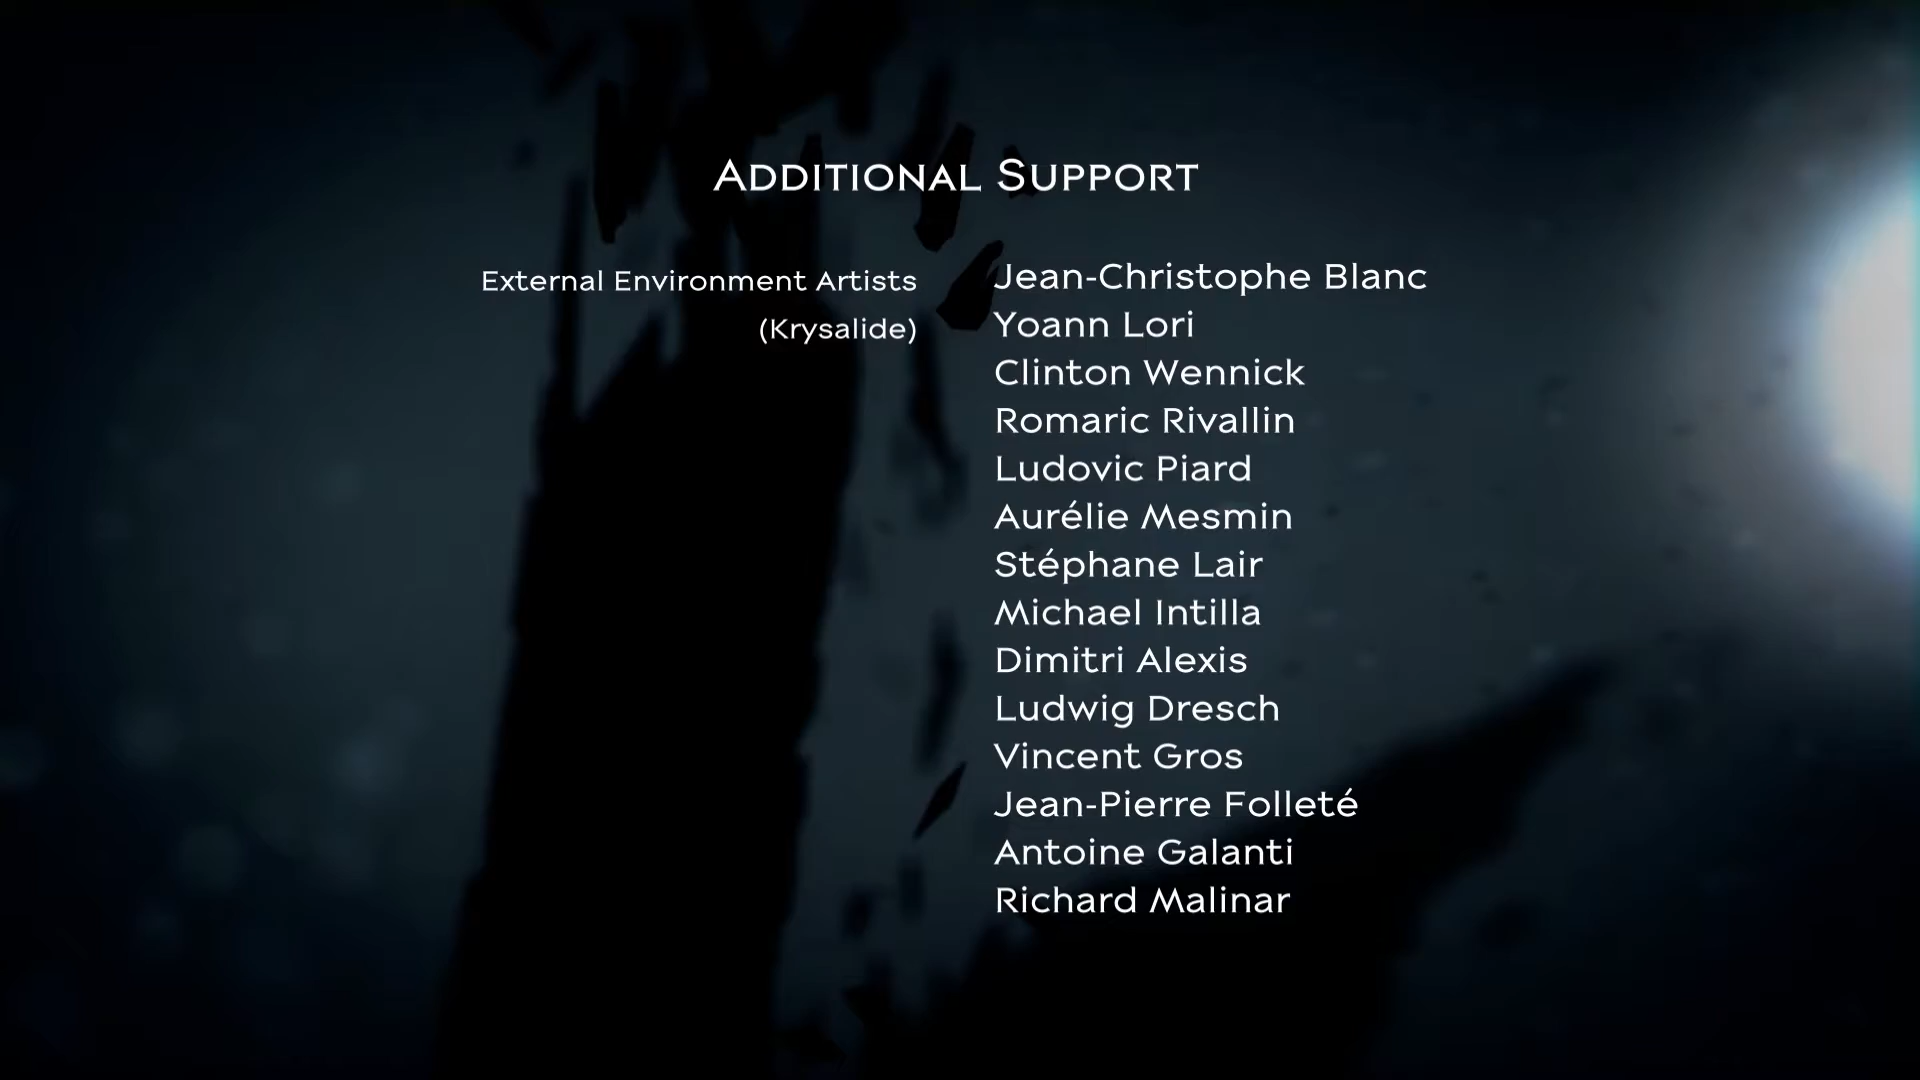 Additional Support
External Environment Artists
(Krysalide)
Jean-Christophe Blanc
Yoann Lori
Clinton Wennick
Romaric Rivallin
Ludovic Piard
Aurélie Mesmin
Stéphane Lair
Michael Intilla
Dimitri Alexis
Ludwig Dresch
Vincent Gros
Jean-Pierre Folleté
Antoine Galanti
Richard Malinar